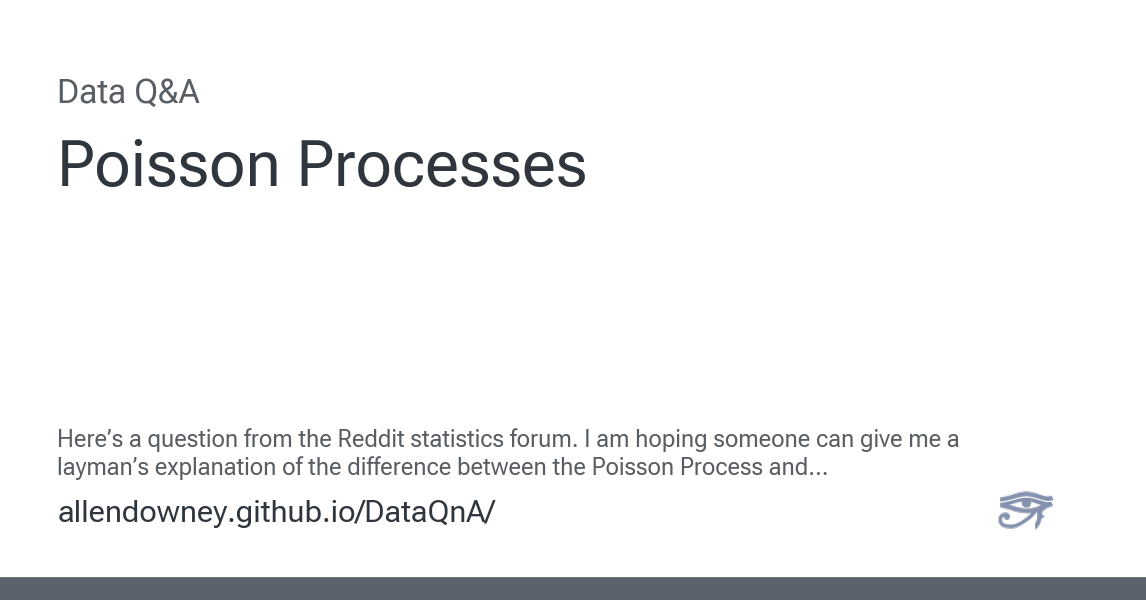 Data Q&A
Poisson Processes
Here’s a question from the Reddit statistics forum. I am hoping someone can give me a
layman’s explanation of the difference between the Poisson Process and...
allendowney.github.io/DataQnA/